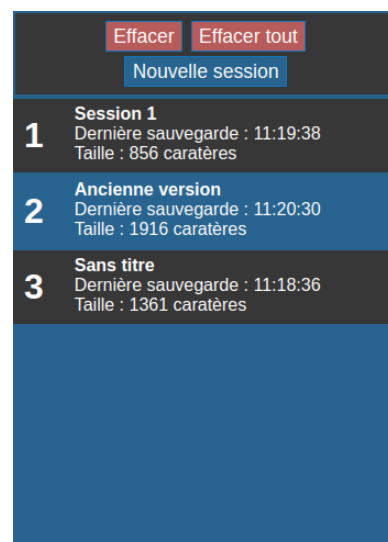 Effacer Effacer tout
Nouvelle session
1
Session 1
Dernière sauvegarde : 11:19:38
Taille : 856 caratères
2
Ancienne version
Dernière sauvegarde : 11:20:30
Taille : 1916 caratères
3
Sans titre
Dernière sauvegarde : 11:18:36
Taille : 1361 caratères